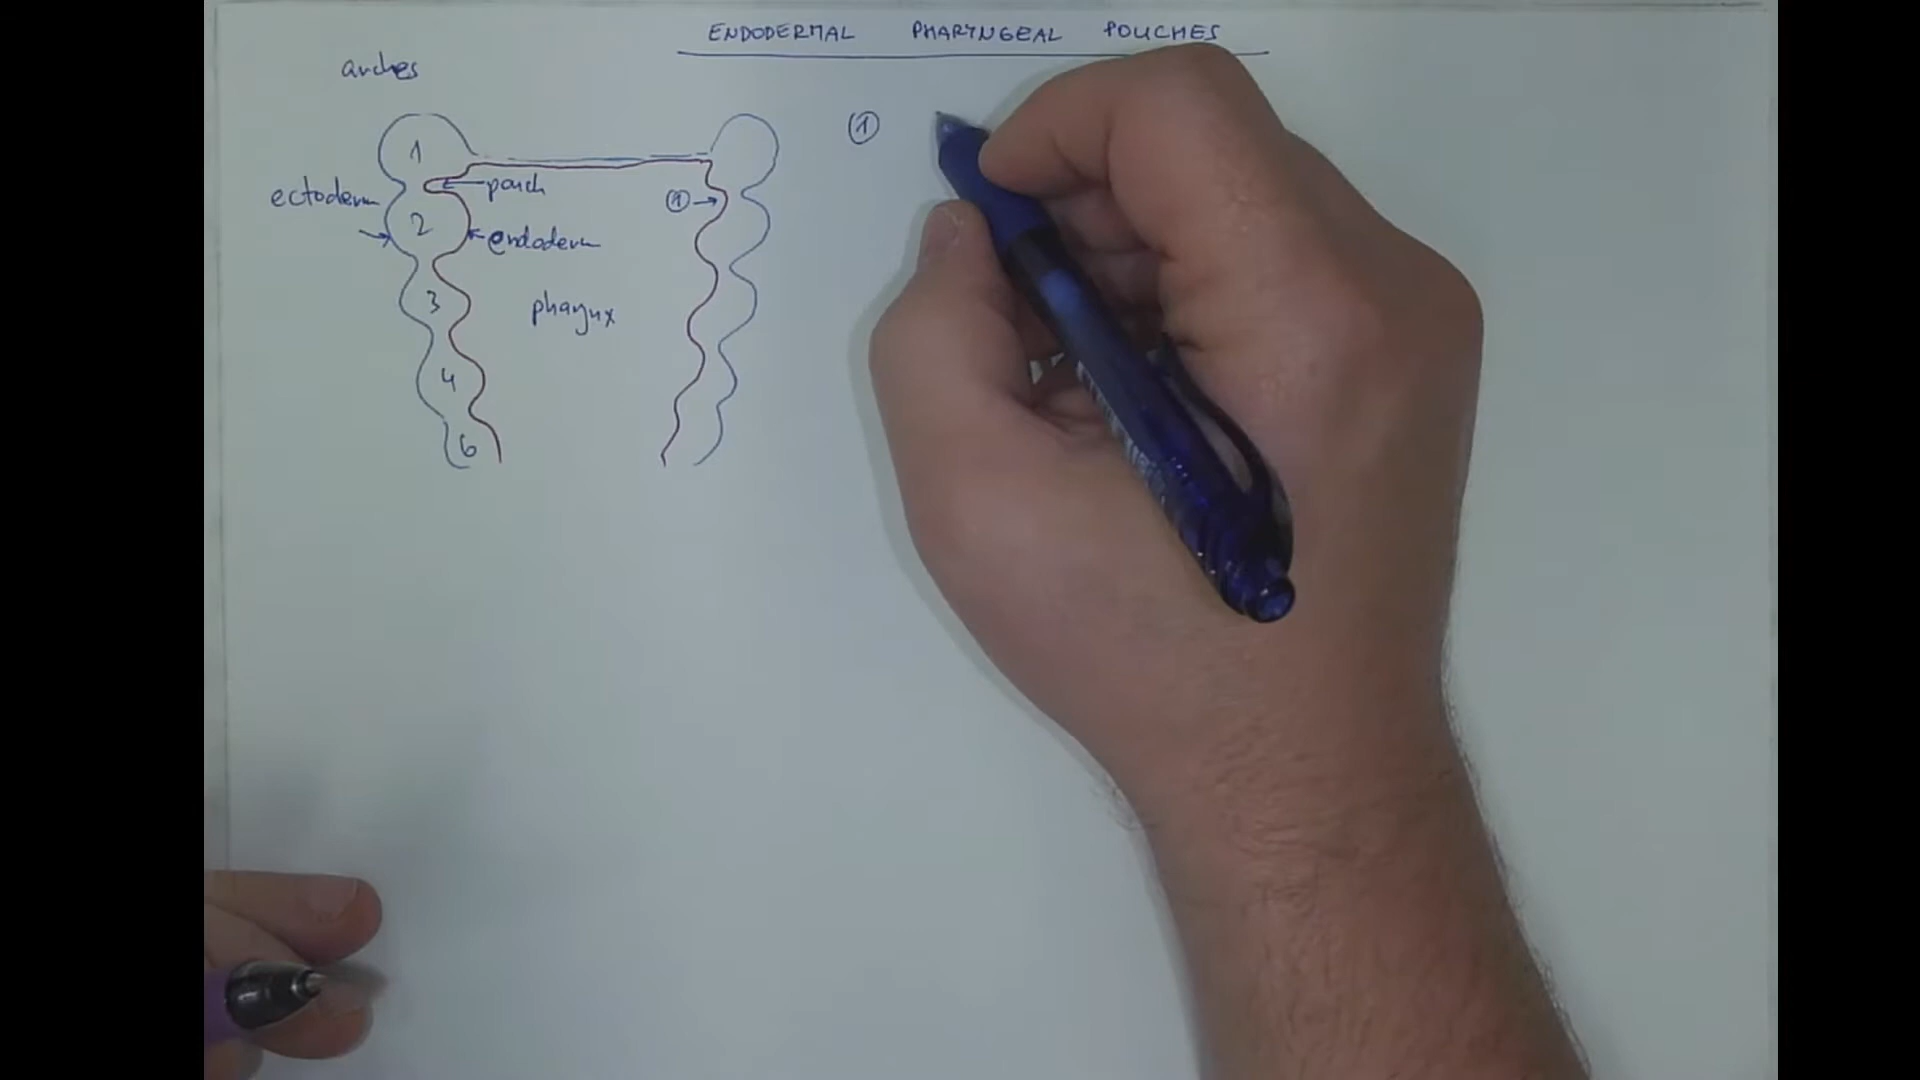 ENDODERMAL PHARYNGEAL POUCHES
arches
1
pouch
ectoderm
2
endoderm
3
pharynx
4
6
①
①